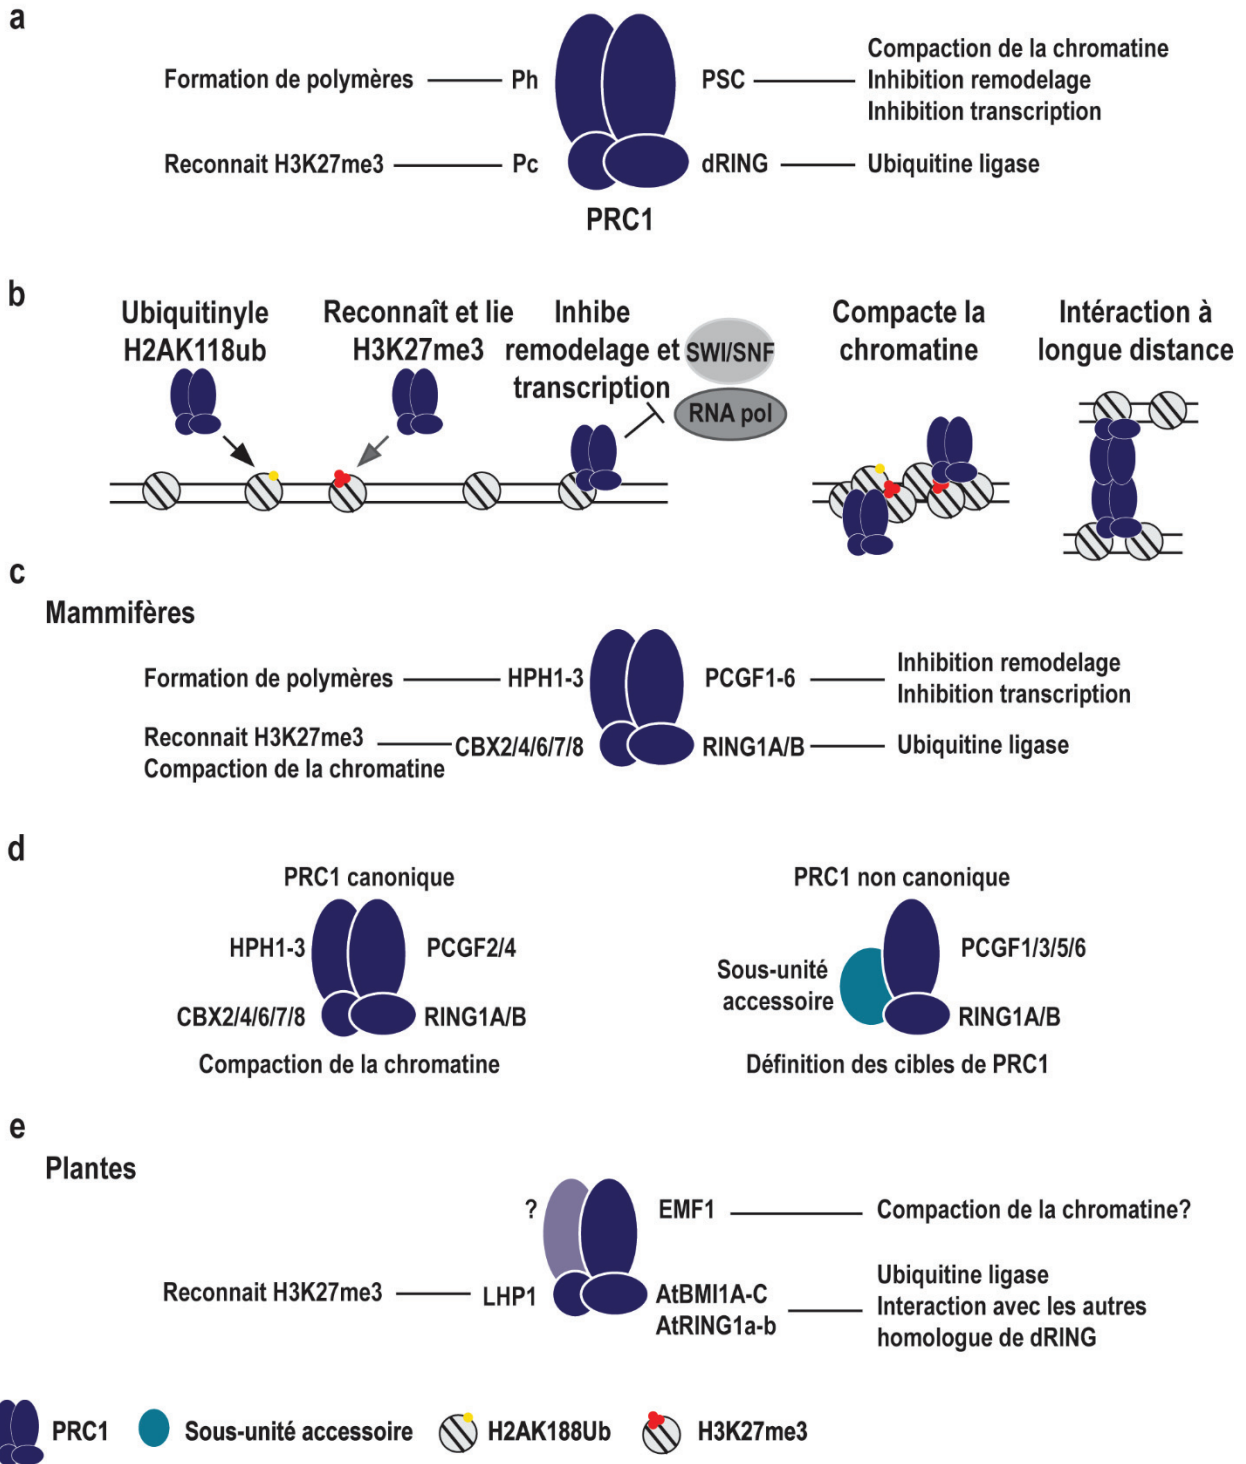 a
Formation de polymères
Ph
PSC
Compaction de la chromatine
Inhibition remodelage
Inhibition transcription
Reconnait H3K27me3
Pc
dRING
Ubiquitine ligase
PRC1
b
Ubiquitinyle
H2AK118ub
Reconnaît et lie
H3K27me3
Inhibe
remodelage et
transcription
SWI/SNF
RNA pol
Compacte la
chromatine
Intéraction à
longue distance
c
Mammifères
Formation de polymères
HPH1-3
PCGF1-6
Inhibition remodelage
Inhibition transcription
Reconnait H3K27me3
Compaction de la chromatine
CBX2/4/6/7/8
RING1A/B
Ubiquitine ligase
d
PRC1 canonique
HPH1-3
PCGF2/4
CBX2/4/6/7/8
RING1A/B
Compaction de la chromatine
PRC1 non canonique
Sous-unité
accessoire
PCGF1/3/5/6
RING1A/B
Définition des cibles de PRC1
e
Plantes
?
EMF1
Compaction de la chromatine?
Reconnait H3K27me3
LHP1
AtBMI1A-C
AtRING1a-b
Ubiquitine ligase
Interaction avec les autres
homologue de dRING
PRC1
Sous-unité accessoire
H2AK188Ub
H3K27me3